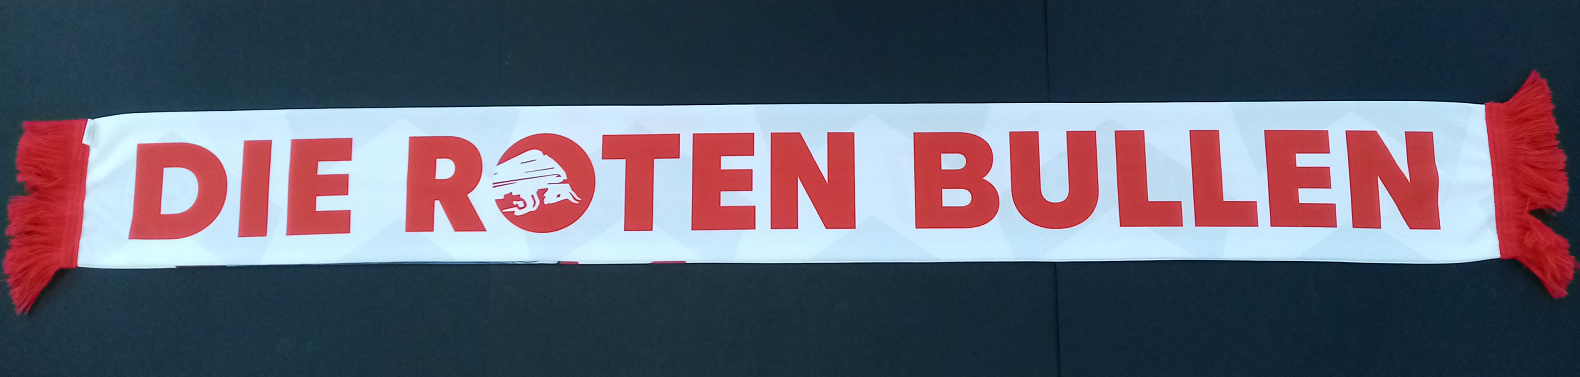 DIE ROTEN BULLEN